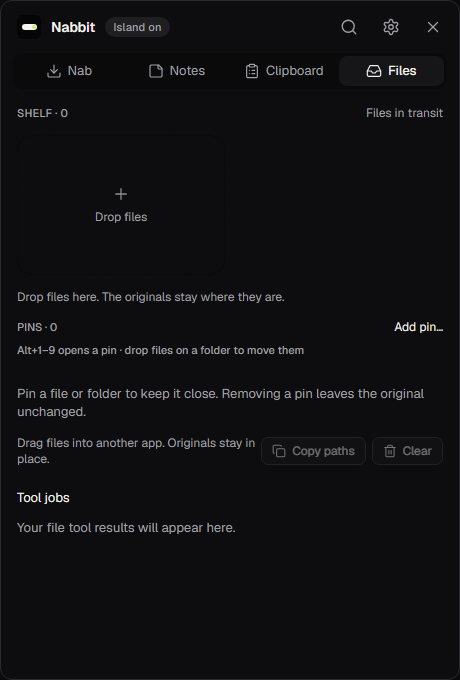 Nabbit
Island on
Nab
Notes
Clipboard
Files
SHELF · 0
Files in transit
Drop files
Drop files here. The originals stay where they are.
PINS · 0
Add pin…
Alt+1–9 opens a pin · drop files on a folder to move them
Pin a file or folder to keep it close. Removing a pin leaves the original
unchanged.
Drag files into another app. Originals stay in
place.
Copy paths
Clear
Tool jobs
Your file tool results will appear here.